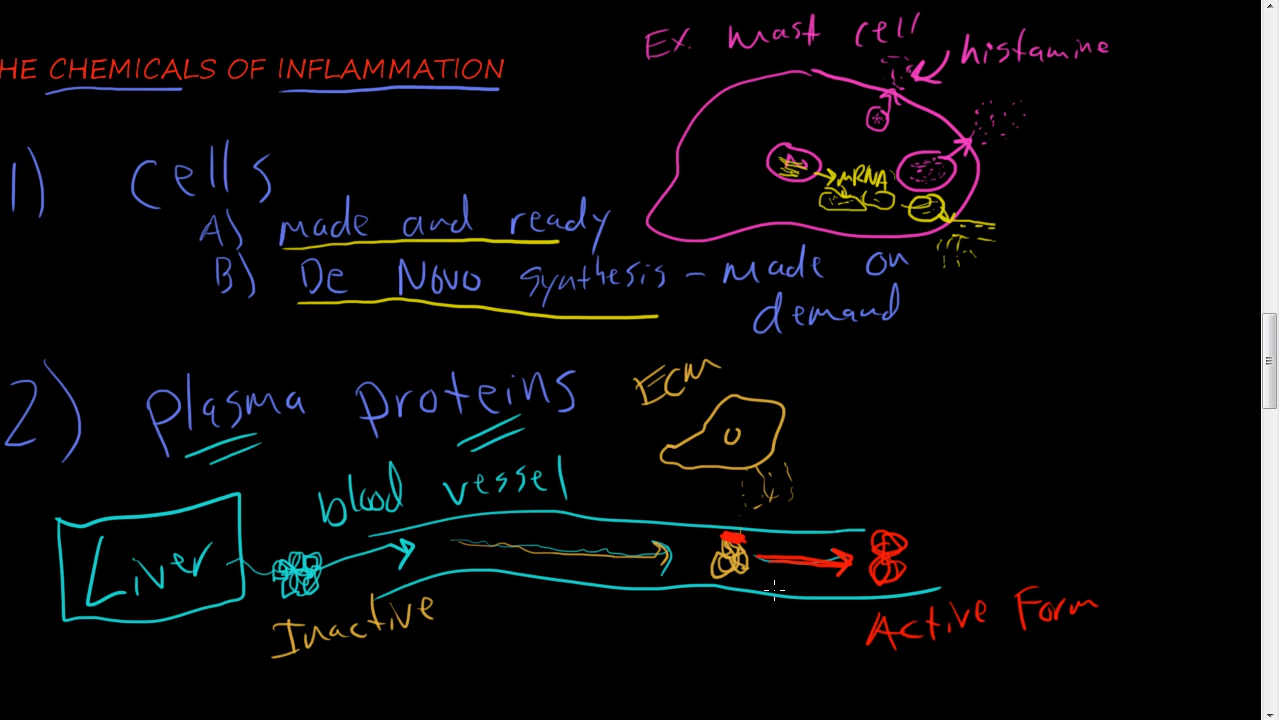 HE CHEMICALS OF INFLAMMATION
Ex. mast cell
histamine
1) cells
mRNA
A) made and ready
B) De Novo synthesis - made on
demand
2) plasma proteins
ECM
blood vessel
Liver
Inactive
Active Form